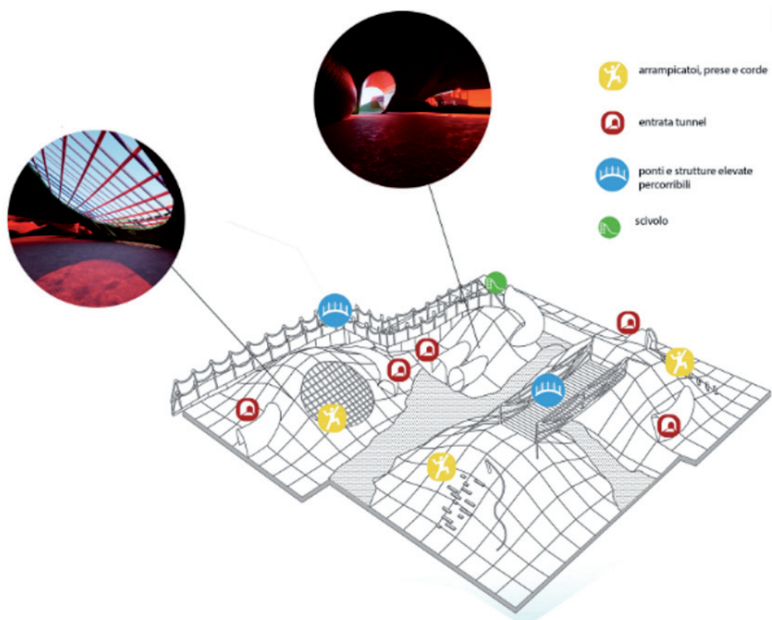 arrampicatoi, prese e corde
entrata tunnel
ponti e strutture elevate
percorribili
scivolo